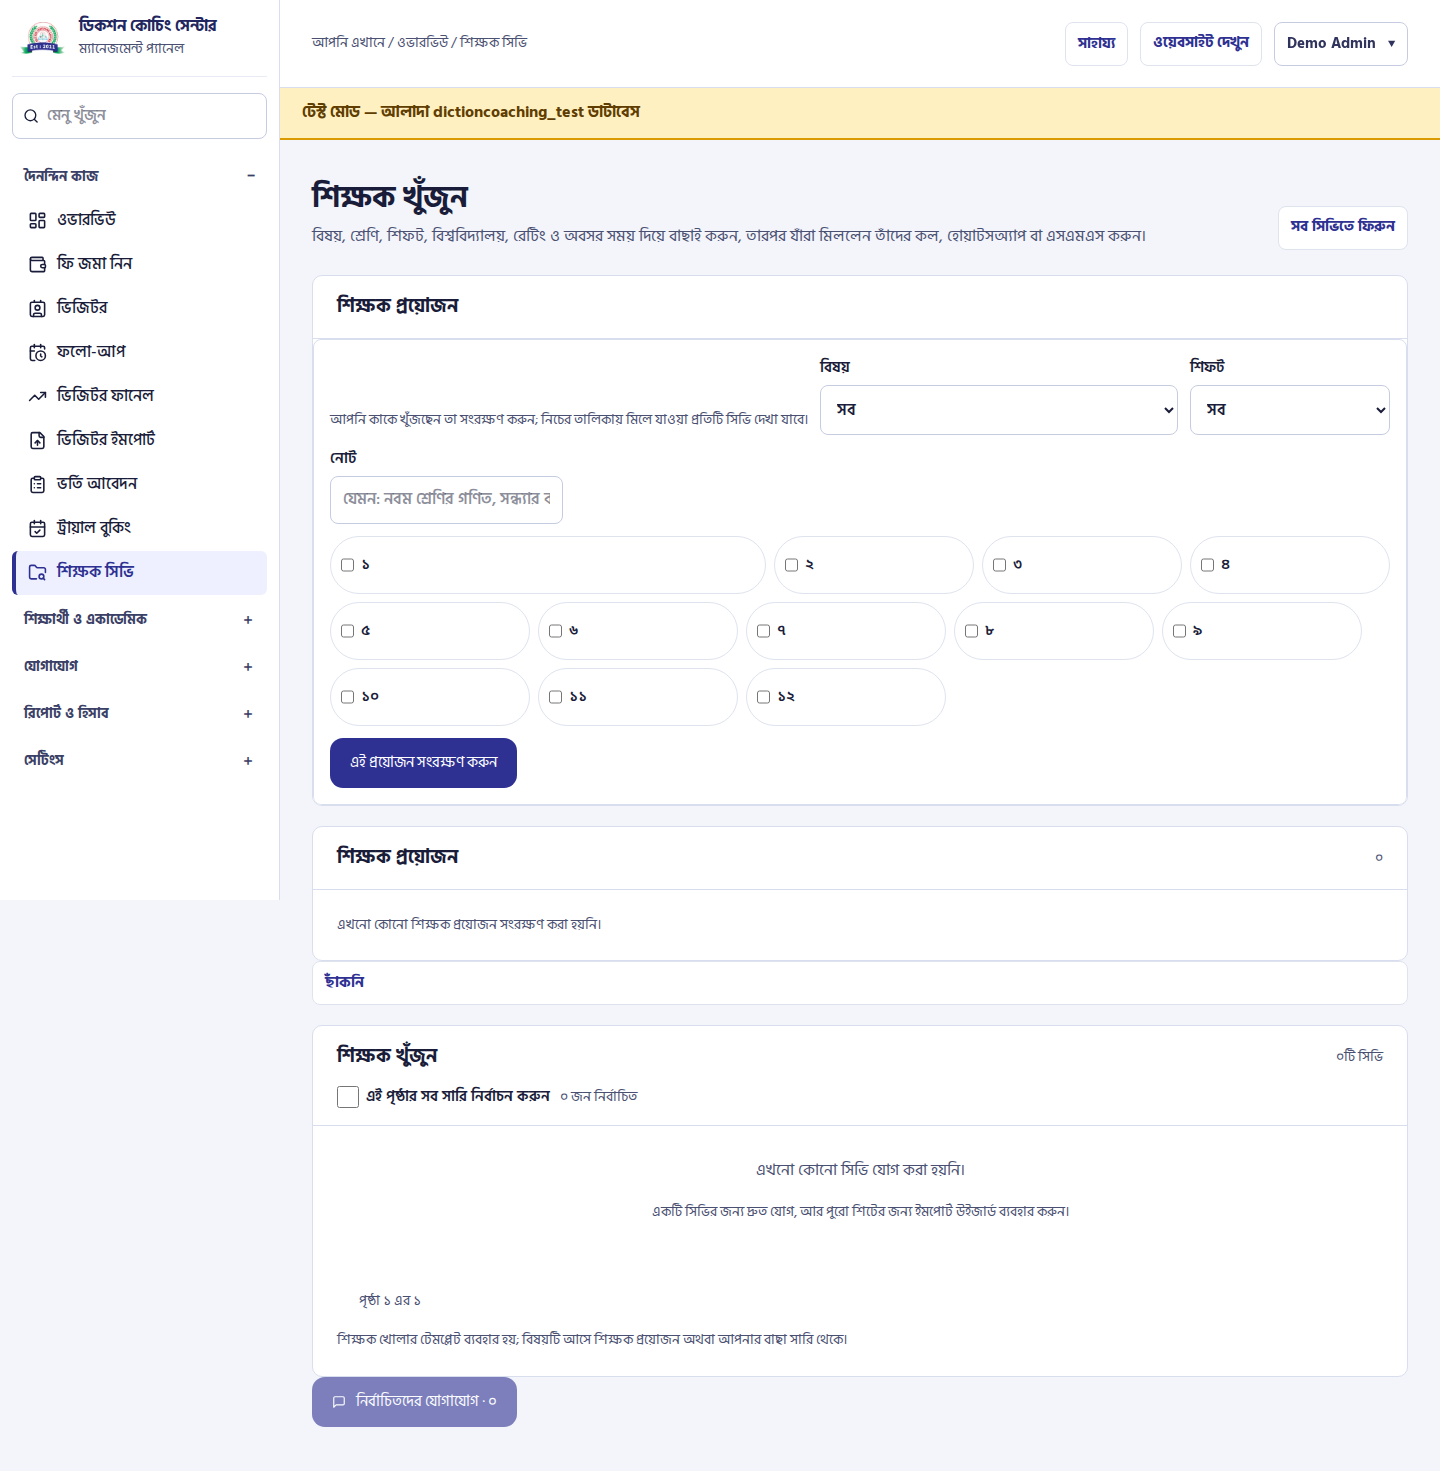 ডিকশন কোচিং সেন্টার
ম্যানেজমেন্ট প্যানেল
Est : 2011
মেনু খুঁজুন
দৈনন্দিন কাজ −
ওভারভিউ
ফি জমা নিন
ভিজিটর
ফলো-আপ
ভিজিটর ফানেল
ভিজিটর ইমপোর্ট
ভর্তি আবেদন
ট্রায়াল বুকিং
শিক্ষক সিভি
শিক্ষার্থী ও একাডেমিক +
যোগাযোগ +
রিপোর্ট ও হিসাব +
সেটিংস +
আপনি এখানে / ওভারভিউ / শিক্ষক সিভি
সাহায্য
ওয়েবসাইট দেখুন
Demo Admin ▾
টেস্ট মোড — আলাদা dictioncoaching_test ডাটাবেস
শিক্ষক খুঁজুন
বিষয়, শ্রেণি, শিফট, বিশ্ববিদ্যালয়, রেটিং ও অবসর সময় দিয়ে বাছাই করুন, তারপর যাঁরা মিললেন তাঁদের কল, হোয়াটসঅ্যাপ বা এসএমএস করুন।
সব সিভিতে ফিরুন
শিক্ষক প্রয়োজন
বিষয় শিফট
আপনি কাকে খুঁজছেন তা সংরক্ষণ করুন; নিচের তালিকায় মিলে যাওয়া প্রতিটি সিভি দেখা যাবে। সব সব
নোট
যেমন: নবম শ্রেণির গণিত, সন্ধ্যার ব
১ ২ ৩ ৪
৫ ৬ ৭ ৮ ৯
১০ ১১ ১২
এই প্রয়োজন সংরক্ষণ করুন
শিক্ষক প্রয়োজন ০
এখনো কোনো শিক্ষক প্রয়োজন সংরক্ষণ করা হয়নি।
ছাঁকনি
শিক্ষক খুঁজুন ০টি সিভি
এই পৃষ্ঠার সব সারি নির্বাচন করুন ০ জন নির্বাচিত
এখনো কোনো সিভি যোগ করা হয়নি।
একটি সিভির জন্য দ্রুত যোগ, আর পুরো শিটের জন্য ইমপোর্ট উইজার্ড ব্যবহার করুন।
পৃষ্ঠা ১ এর ১
শিক্ষক খোলার টেমপ্লেট ব্যবহার হয়; বিষয়টি আসে শিক্ষক প্রয়োজন অথবা আপনার বাছা সারি থেকে।
নির্বাচিতদের যোগাযোগ · ০